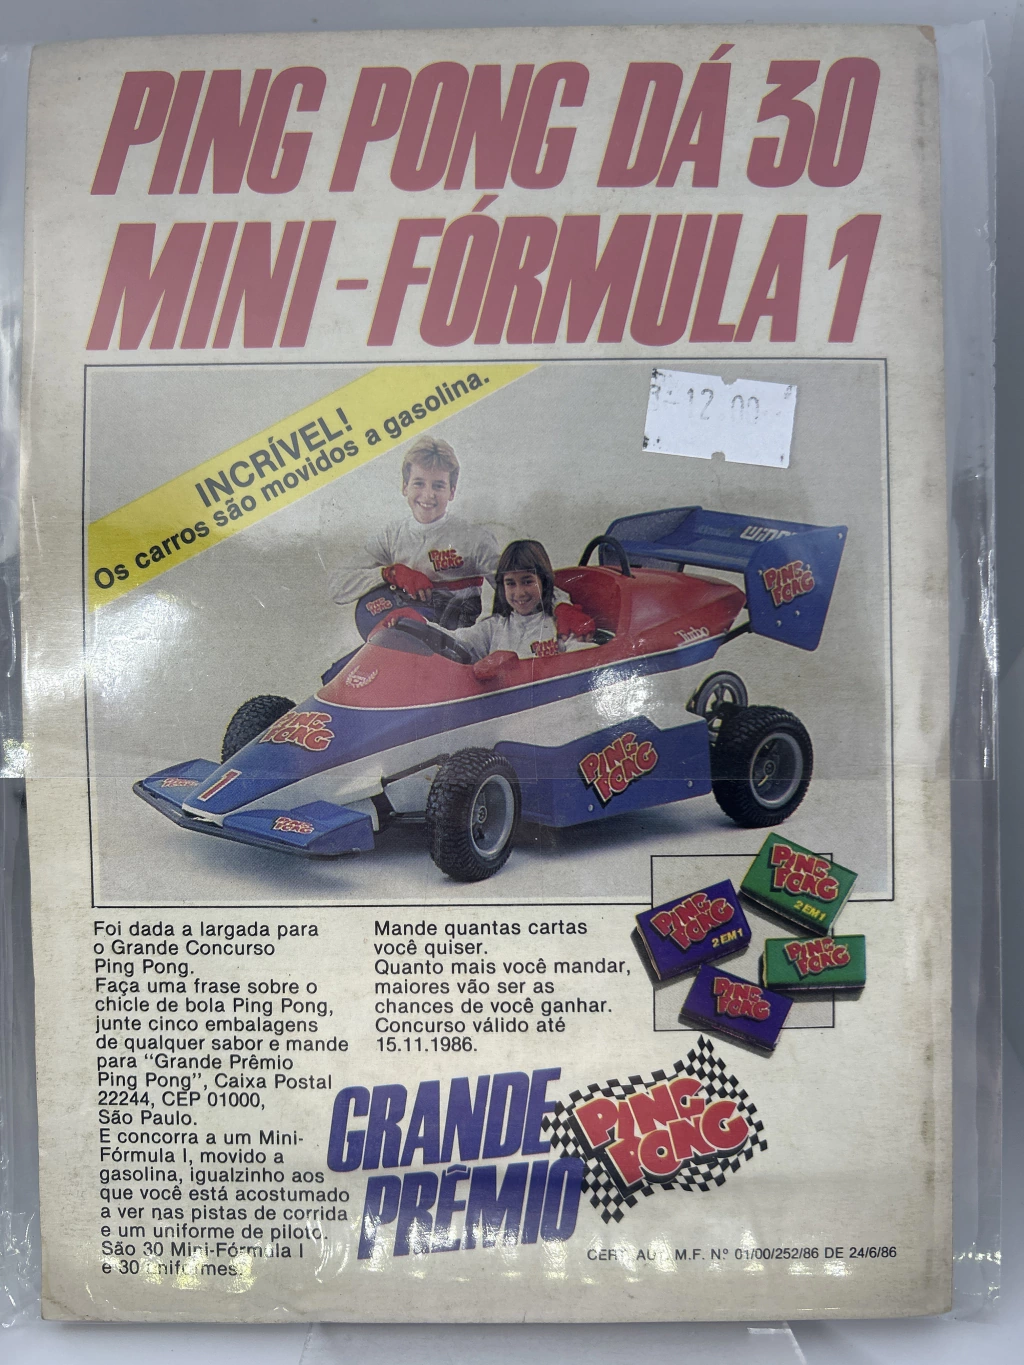 PING PONG DÁ 30
MINI-FÓRMULA 1
INCRÍVEL!
Os carros são movidos a gasolina.
12 00
PING PONG
PING PONG
PING PONG
PING PONG
PING PONG
1
PING PONG
PING PONG
PING PONG
PING PONG
2 EM 1
PING PONG
2 EM 1
PING PONG
PING PONG
Foi dada a largada para
o Grande Concurso
Ping Pong.
Faça uma frase sobre o
chicle de bola Ping Pong,
junte cinco embalagens
de qualquer sabor e mande
para "Grande Prêmio
Ping Pong", Caixa Postal
22244, CEP 01000,
São Paulo.
E concorra a um Mini-
Fórmula I, movido a
gasolina, igualzinho aos
que você está acostumado
a ver nas pistas de corrida
e um uniforme de piloto.
São 30 Mini-Fórmula I
e 30 uniformes.
Mande quantas cartas
você quiser.
Quanto mais você mandar,
maiores vão ser as
chances de você ganhar.
Concurso válido até
15.11.1986.
GRANDE
PRÊMIO
PING
PONG
CERT. AUT. M.F. Nº 01/00/252/86 DE 24/6/86